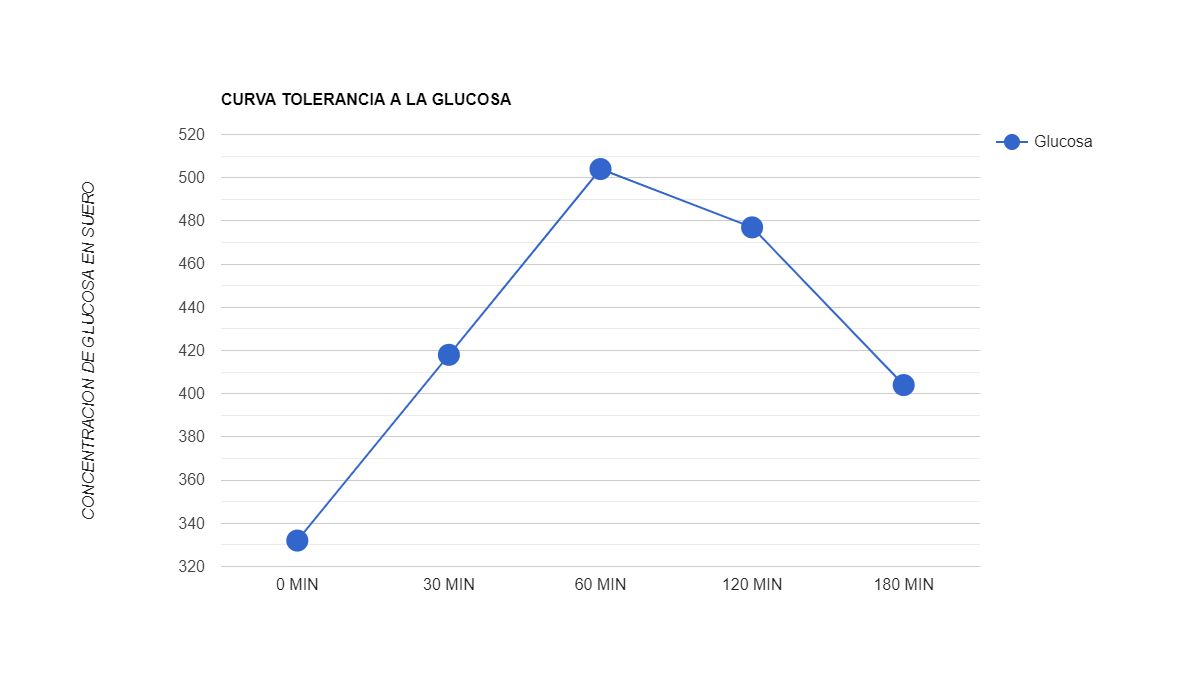 CURVA TOLERANCIA A LA GLUCOSA
Glucosa
CONCENTRACION DE GLUCOSA EN SUERO
520
500
480
460
440
420
400
380
360
340
320
0 MIN
30 MIN
60 MIN
120 MIN
180 MIN